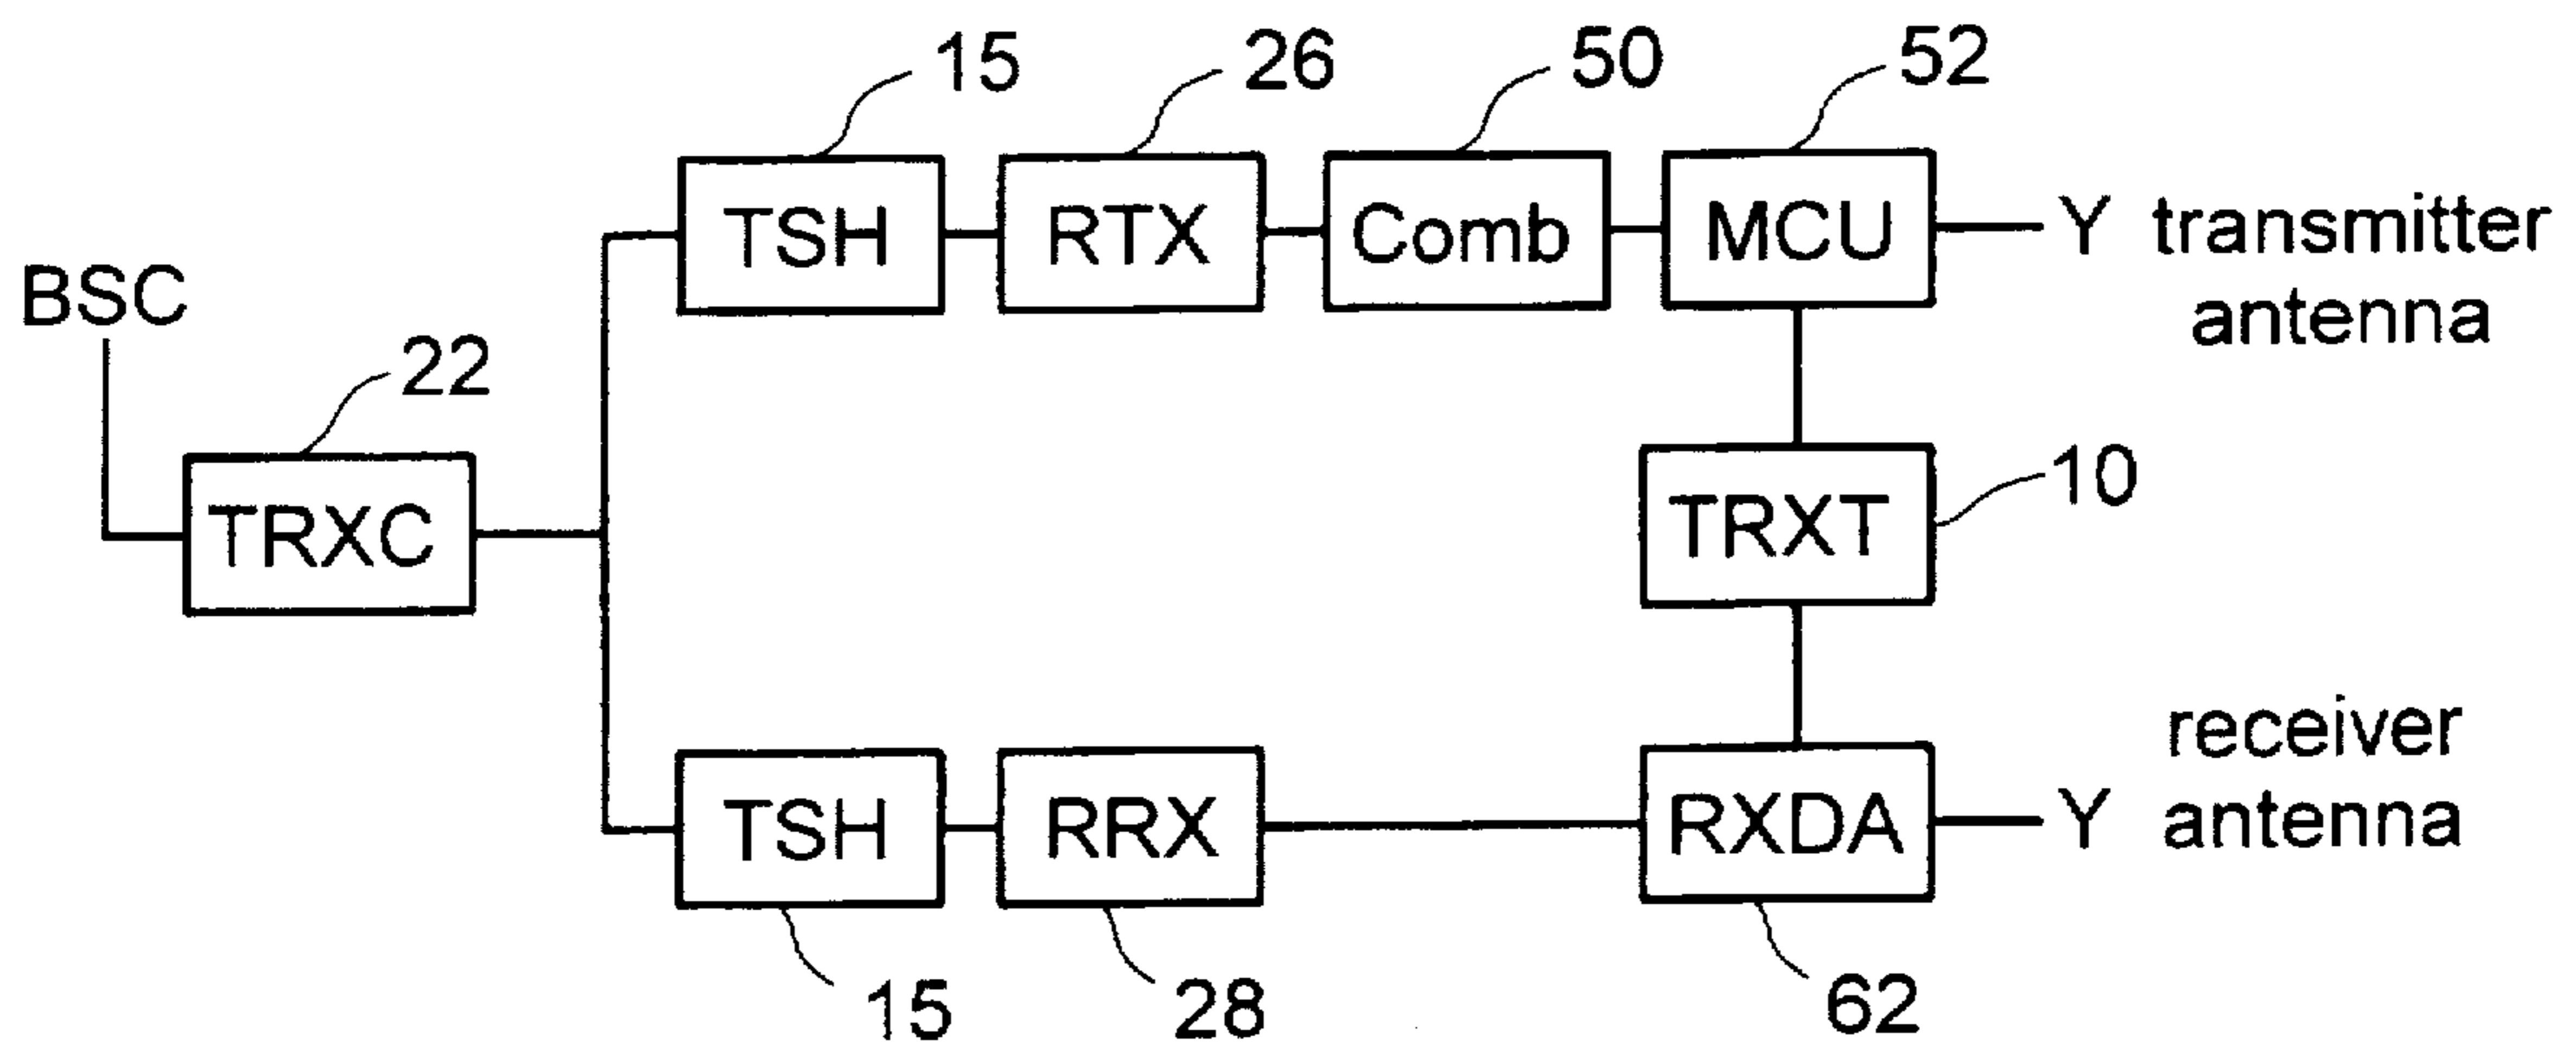 15 26 50 52
TSH RTX Comb MCU Y transmitter
antenna
BSC
22
TRXC
TRXT 10
receiver
TSH RRX RXDA Y antenna
15 28 62